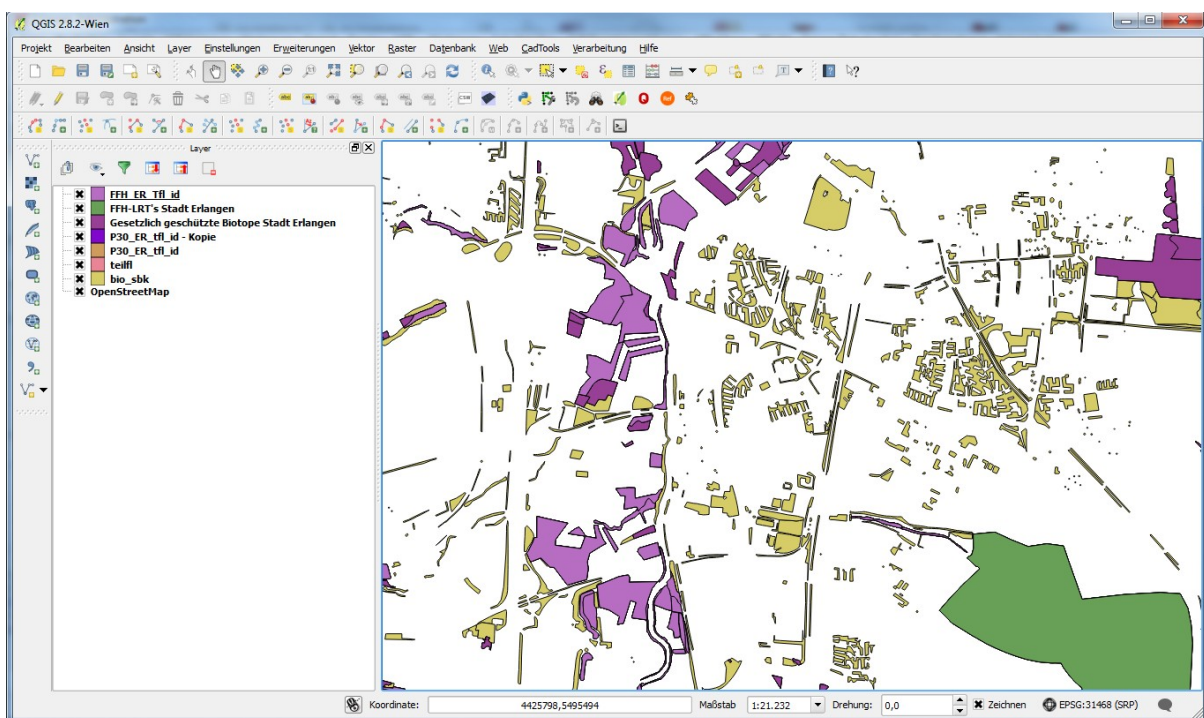 QGIS 2.8.2-Wien
Projekt Bearbeiten Ansicht Layer Einstellungen Erweiterungen Vektor Raster Datenbank Web CadTools Verarbeitung Hilfe
CSW
Ref
Layer
FFH_ER_Tfl_id
FFH-LRT's Stadt Erlangen
Gesetzlich geschützte Biotope Stadt Erlangen
P30_ER_tfl_id - Kopie
P30_ER_tfl_id
teilfl
bio_sbk
OpenStreetMap
Koordinate: 4425798,5495494 Maßstab 1:21.232 Drehung: 0,0 Zeichnen EPSG:31468 (SRP)